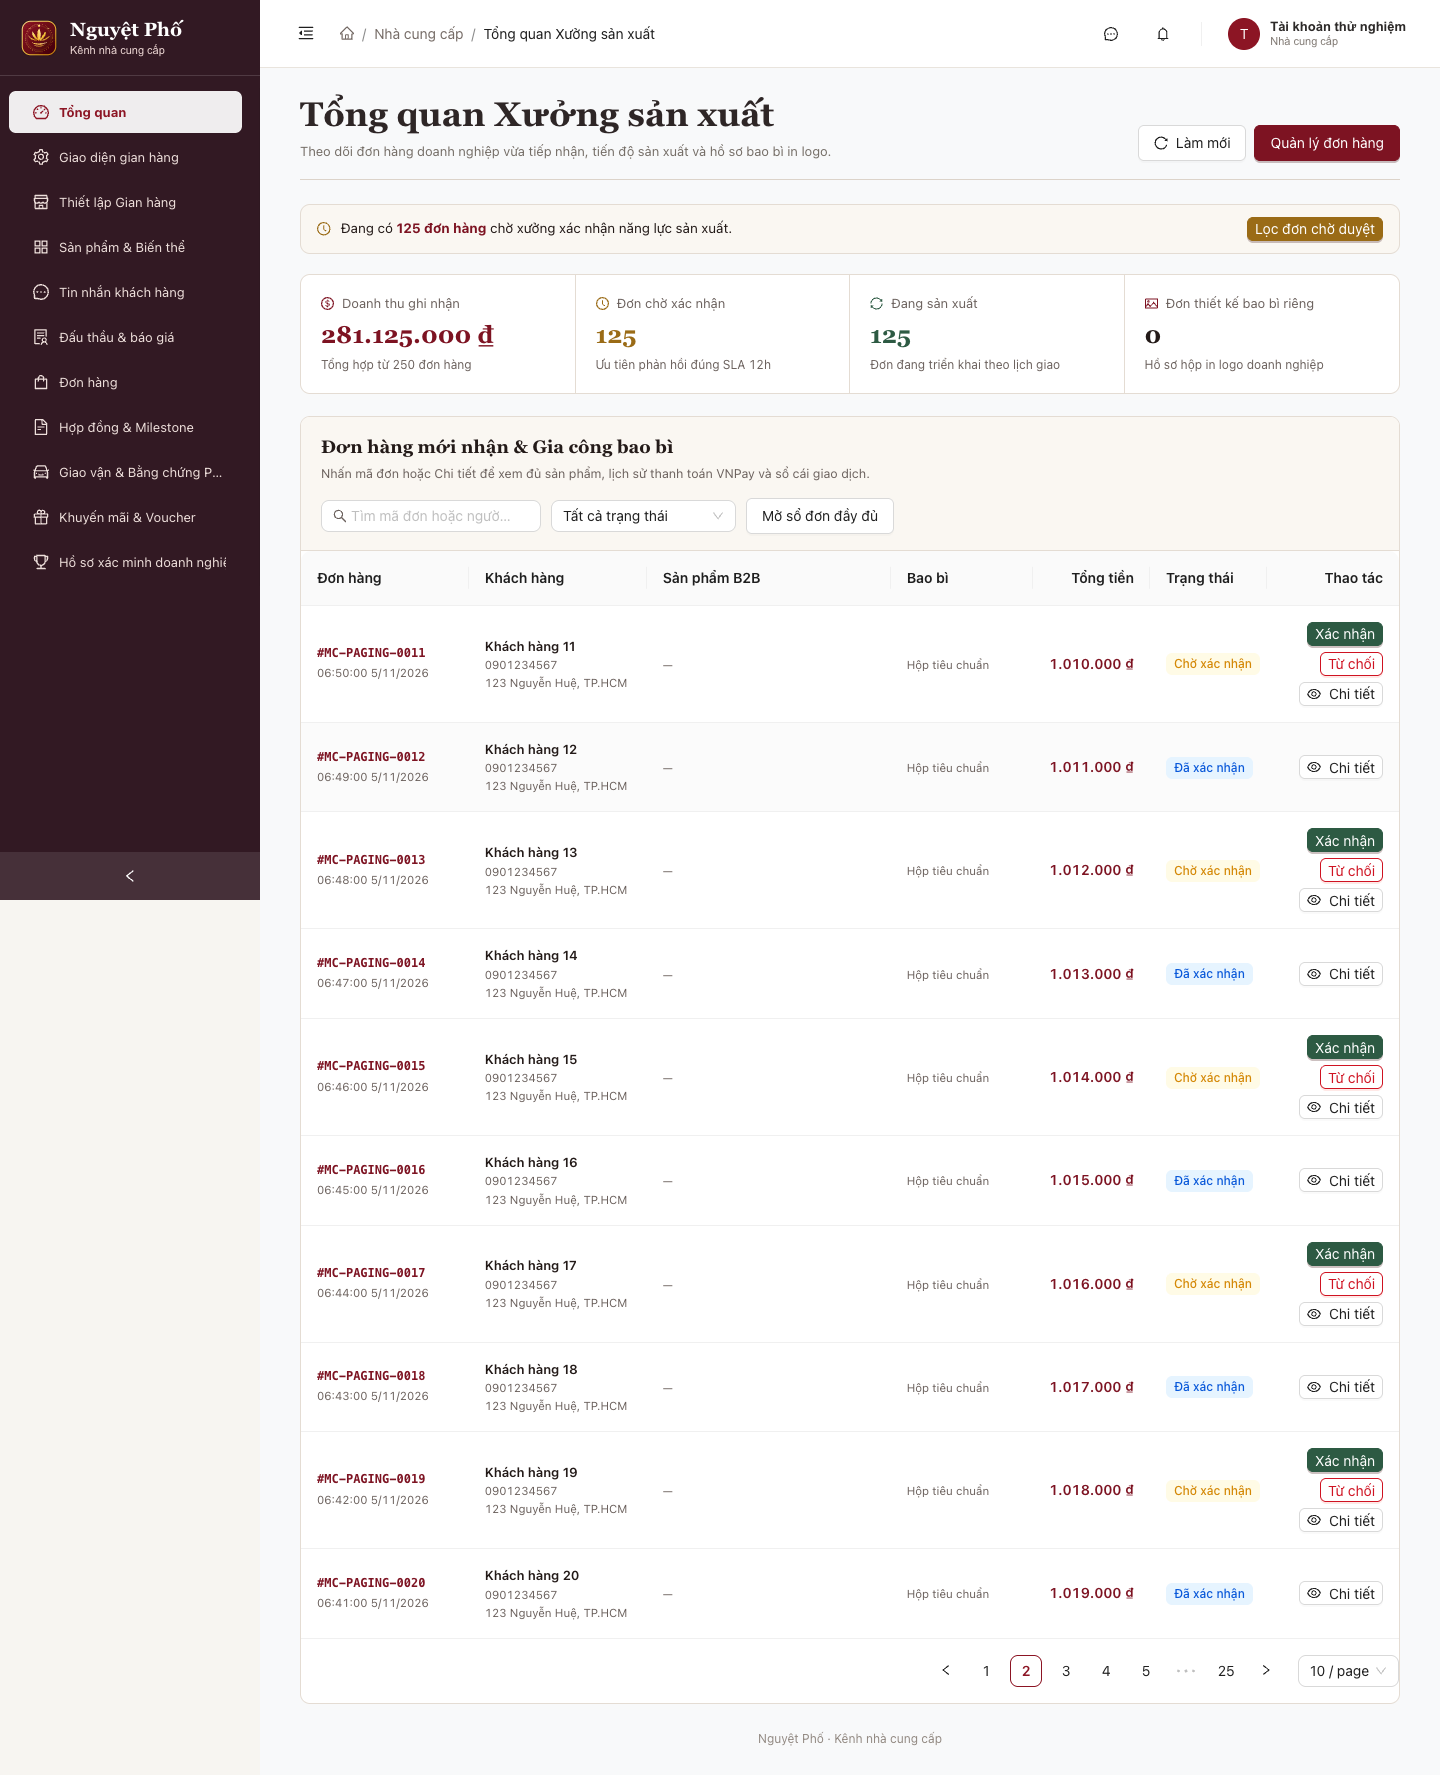 Nguyệt Phố
Kênh nhà cung cấp
Tổng quan
Giao diện gian hàng
Thiết lập Gian hàng
Sản phẩm & Biến thể
Tin nhắn khách hàng
Đấu thầu & báo giá
Đơn hàng
Hợp đồng & Milestone
Giao vận & Bằng chứng P...
Khuyến mãi & Voucher
Hồ sơ xác minh doanh nghiê
/ Nhà cung cấp / Tổng quan Xưởng sản xuất
T
Tài khoản thử nghiệm
Nhà cung cấp
Tổng quan Xưởng sản xuất
Theo dõi đơn hàng doanh nghiệp vừa tiếp nhận, tiến độ sản xuất và hồ sơ bao bì in logo.
Làm mới
Quản lý đơn hàng
Đang có 125 đơn hàng chờ xưởng xác nhận năng lực sản xuất.
Lọc đơn chờ duyệt
Doanh thu ghi nhận
281.125.000 ₫
Tổng hợp từ 250 đơn hàng
Đơn chờ xác nhận
125
Ưu tiên phản hồi đúng SLA 12h
Đang sản xuất
125
Đơn đang triển khai theo lịch giao
Đơn thiết kế bao bì riêng
0
Hồ sơ hộp in logo doanh nghiệp
Đơn hàng mới nhận & Gia công bao bì
Nhấn mã đơn hoặc Chi tiết để xem đủ sản phẩm, lịch sử thanh toán VNPay và sổ cái giao dịch.
Tìm mã đơn hoặc ngườ...
Tất cả trạng thái
Mở sổ đơn đầy đủ
Đơn hàng Khách hàng Sản phẩm B2B Bao bì Tổng tiền Trạng thái Thao tác
#MC-PAGING-0011
06:50:00 5/11/2026
Khách hàng 11
0901234567
123 Nguyễn Huệ, TP.HCM
—
Hộp tiêu chuẩn
1.010.000 ₫
Chờ xác nhận
Xác nhận
Từ chối
Chi tiết
#MC-PAGING-0012
06:49:00 5/11/2026
Khách hàng 12
0901234567
123 Nguyễn Huệ, TP.HCM
—
Hộp tiêu chuẩn
1.011.000 ₫
Đã xác nhận
Chi tiết
#MC-PAGING-0013
06:48:00 5/11/2026
Khách hàng 13
0901234567
123 Nguyễn Huệ, TP.HCM
—
Hộp tiêu chuẩn
1.012.000 ₫
Chờ xác nhận
Xác nhận
Từ chối
Chi tiết
#MC-PAGING-0014
06:47:00 5/11/2026
Khách hàng 14
0901234567
123 Nguyễn Huệ, TP.HCM
—
Hộp tiêu chuẩn
1.013.000 ₫
Đã xác nhận
Chi tiết
#MC-PAGING-0015
06:46:00 5/11/2026
Khách hàng 15
0901234567
123 Nguyễn Huệ, TP.HCM
—
Hộp tiêu chuẩn
1.014.000 ₫
Chờ xác nhận
Xác nhận
Từ chối
Chi tiết
#MC-PAGING-0016
06:45:00 5/11/2026
Khách hàng 16
0901234567
123 Nguyễn Huệ, TP.HCM
—
Hộp tiêu chuẩn
1.015.000 ₫
Đã xác nhận
Chi tiết
#MC-PAGING-0017
06:44:00 5/11/2026
Khách hàng 17
0901234567
123 Nguyễn Huệ, TP.HCM
—
Hộp tiêu chuẩn
1.016.000 ₫
Chờ xác nhận
Xác nhận
Từ chối
Chi tiết
#MC-PAGING-0018
06:43:00 5/11/2026
Khách hàng 18
0901234567
123 Nguyễn Huệ, TP.HCM
—
Hộp tiêu chuẩn
1.017.000 ₫
Đã xác nhận
Chi tiết
#MC-PAGING-0019
06:42:00 5/11/2026
Khách hàng 19
0901234567
123 Nguyễn Huệ, TP.HCM
—
Hộp tiêu chuẩn
1.018.000 ₫
Chờ xác nhận
Xác nhận
Từ chối
Chi tiết
#MC-PAGING-0020
06:41:00 5/11/2026
Khách hàng 20
0901234567
123 Nguyễn Huệ, TP.HCM
—
Hộp tiêu chuẩn
1.019.000 ₫
Đã xác nhận
Chi tiết
1 2 3 4 5 ••• 25 10 / page
Nguyệt Phố · Kênh nhà cung cấp